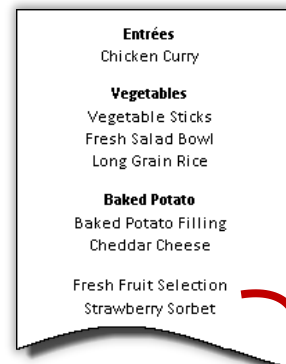 Entrées
Chicken Curry
Vegetables
Vegetable Sticks
Fresh Salad Bowl
Long Grain Rice
Baked Potato
Baked Potato Filling
Cheddar Cheese
Fresh Fruit Selection
Strawberry Sorbet